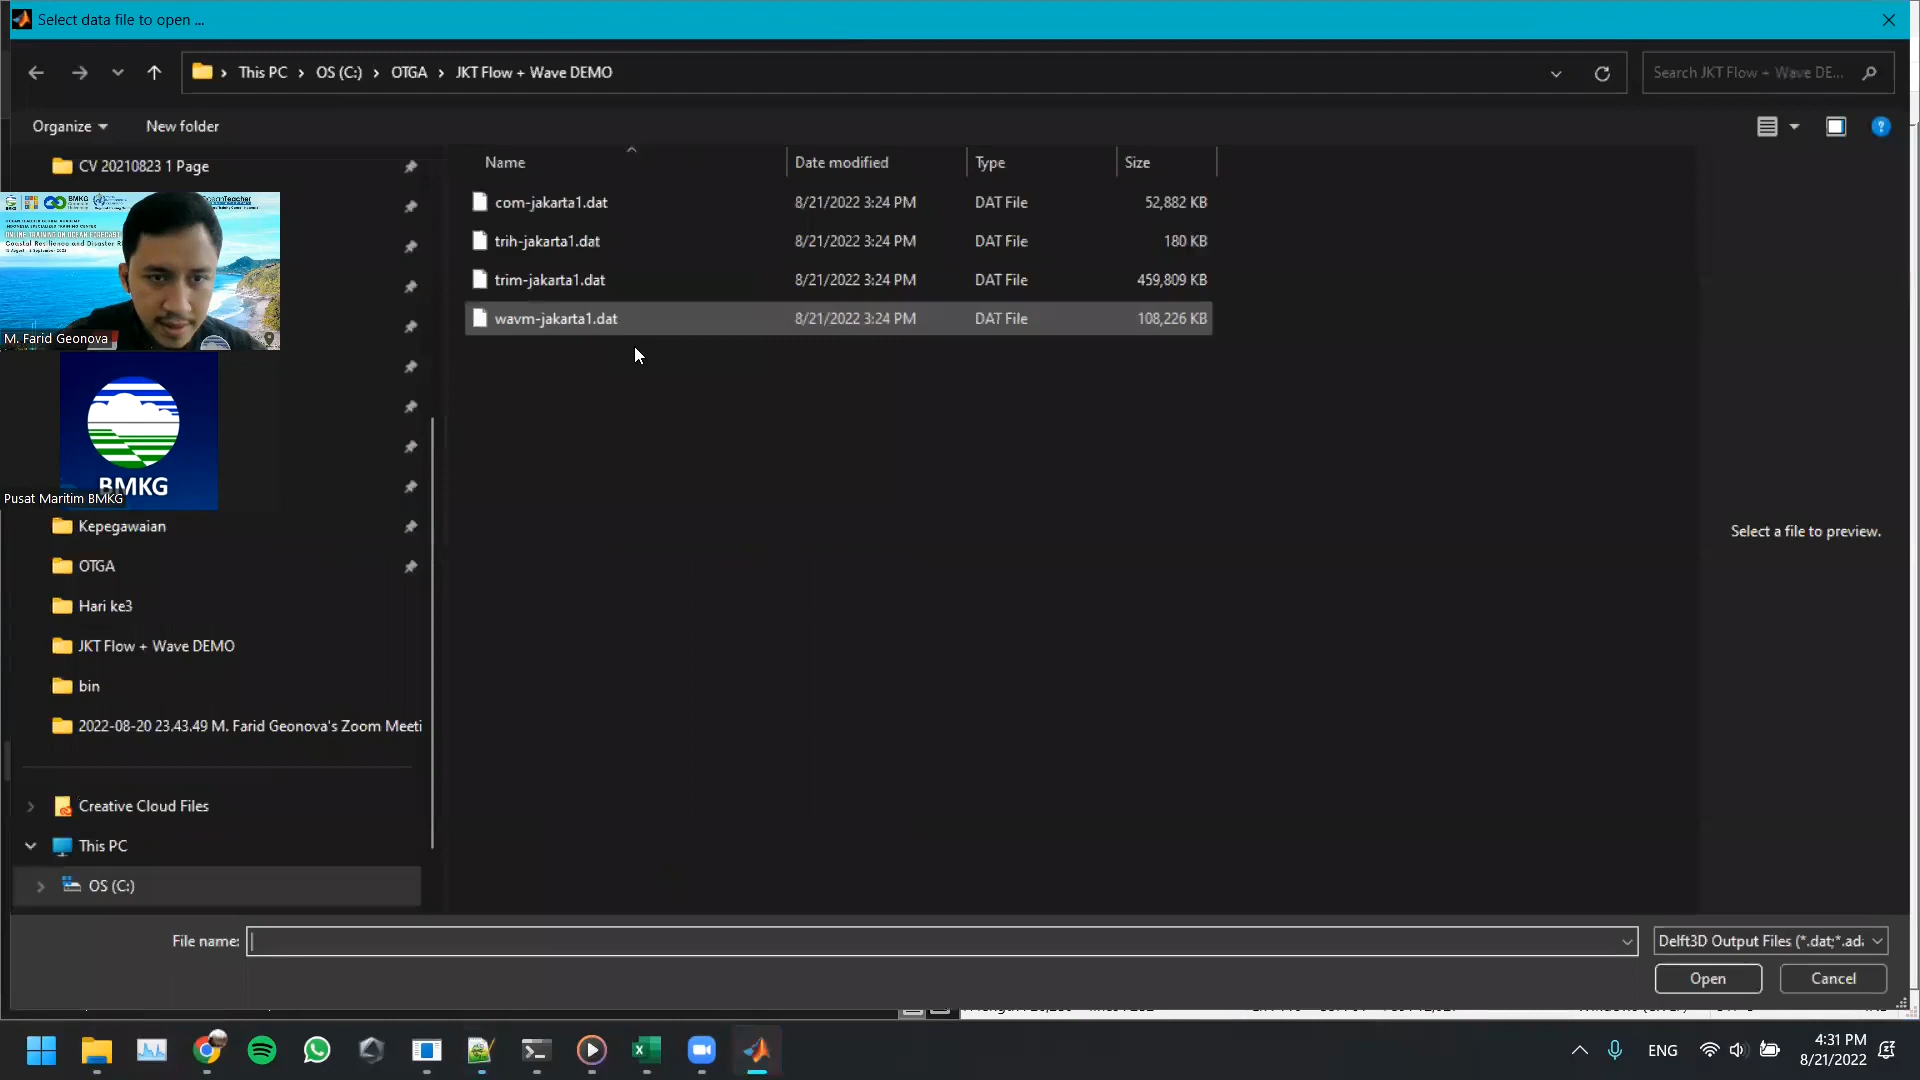 Select data file to open ...
This PC > OS (C:) > OTGA > JKT Flow + Wave DEMO
Search JKT Flow + Wave DE...
Organize
New folder
Name
Date modified
Type
Size
com-jakarta1.dat 8/21/2022 3:24 PM DAT File 52,882 KB
trih-jakarta1.dat 8/21/2022 3:24 PM DAT File 180 KB
trim-jakarta1.dat 8/21/2022 3:24 PM DAT File 459,809 KB
wavm-jakarta1.dat 8/21/2022 3:24 PM DAT File 108,226 KB
CV 20210823 1 Page
BMKG
M. Farid Geonova
BMKG
Pusat Maritim BMKG
Kepegawaian
OTGA
Hari ke3
JKT Flow + Wave DEMO
bin
2022-08-20 23.43.49 M. Farid Geonova's Zoom Meeti
Creative Cloud Files
This PC
OS (C:)
Select a file to preview.
File name:
Delft3D Output Files (*.dat;*.ada
Open
Cancel
ENG
4:31 PM
8/21/2022